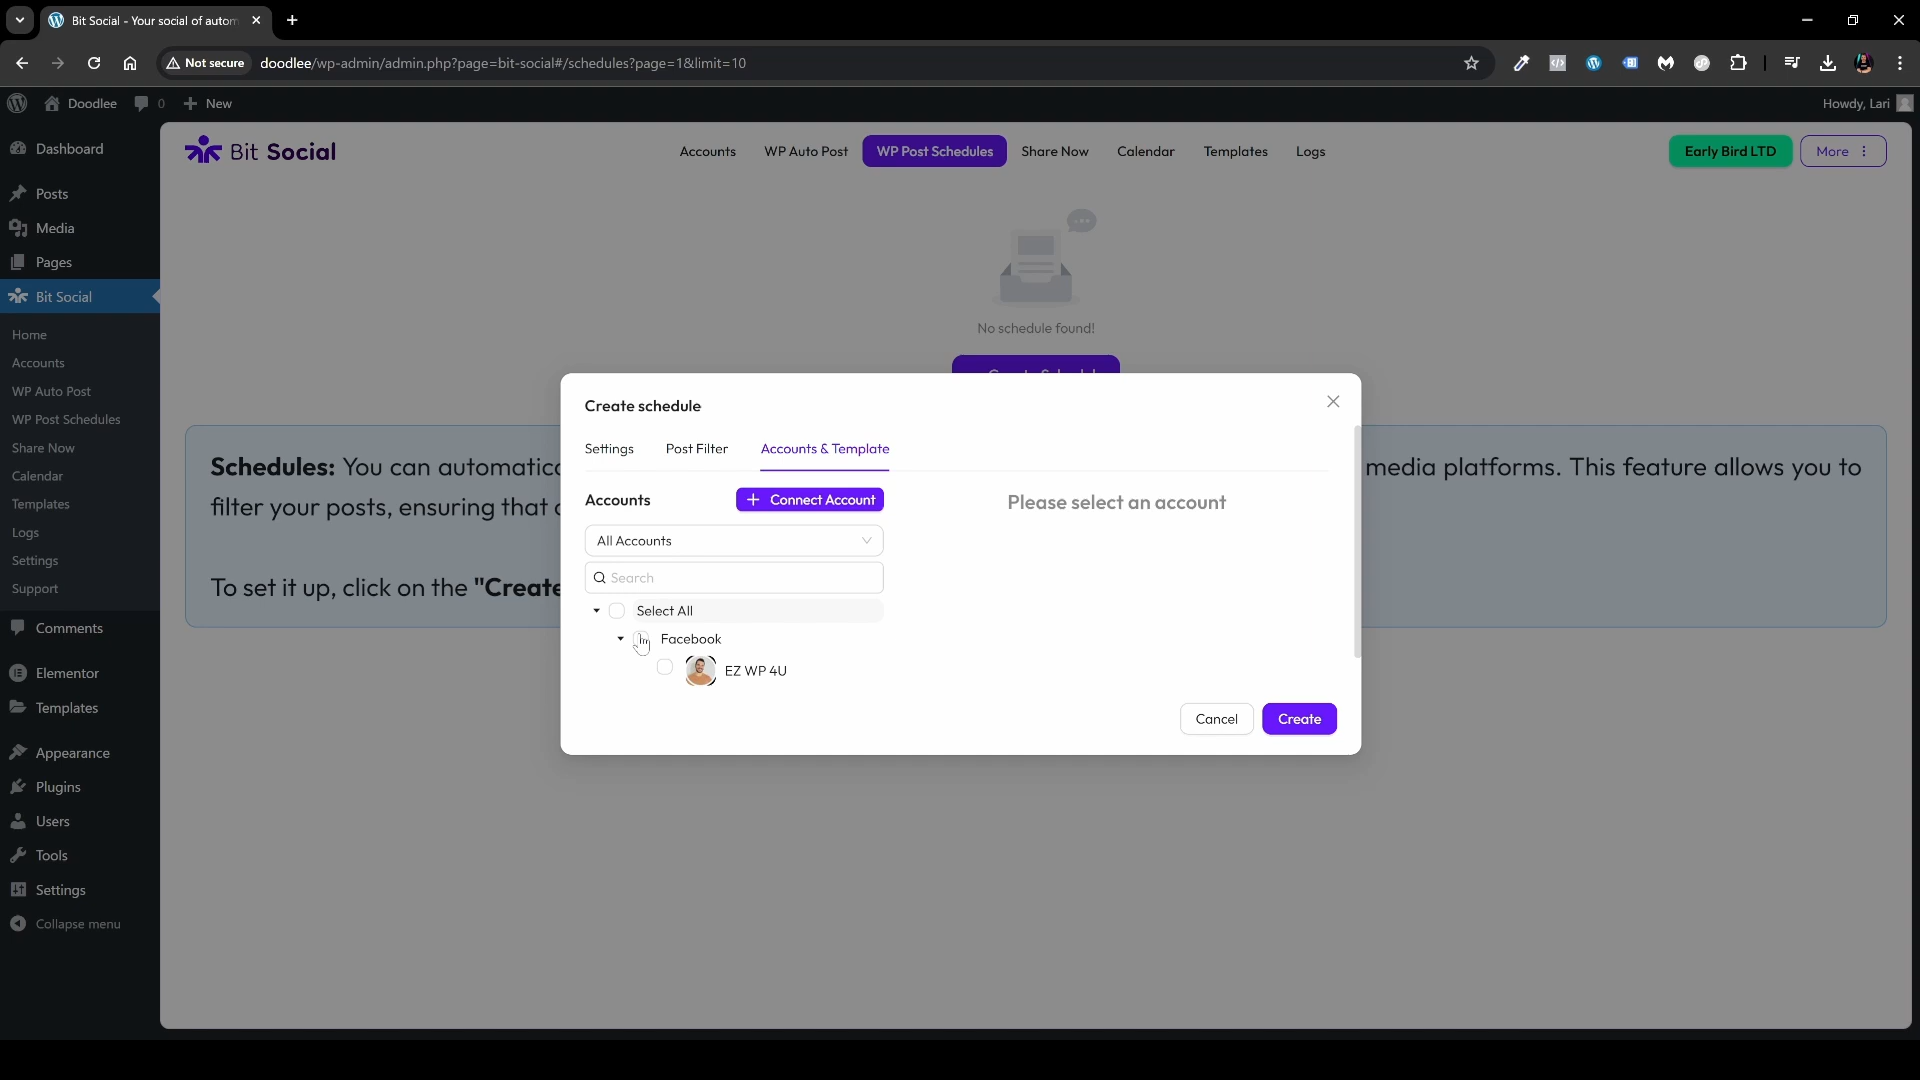 Bit Social - Your social of autom
Not secure
doodlee/wp-admin/admin.php?page=bit-social#/schedules?page=1&limit=10
Doodlee
0
New
Howdy, Lari
Dashboard
Posts
Media
Pages
Bit Social
Home
Accounts
WP Auto Post
WP Post Schedules
Share Now
Calendar
Templates
Logs
Settings
Support
Comments
Elementor
Templates
Appearance
Plugins
Users
Tools
Settings
Collapse menu
Bit Social
Accounts
WP Auto Post
WP Post Schedules
Share Now
Calendar
Templates
Logs
Early Bird LTD
More
No schedule found!
Schedules: You can automatic
media platforms. This feature allows you to
filter your posts, ensuring that
To set it up, click on the "Create
Create schedule
Settings
Post Filter
Accounts & Template
Accounts
+ Connect Account
Please select an account
All Accounts
Search
Select All
Facebook
EZ WP 4U
Cancel
Create